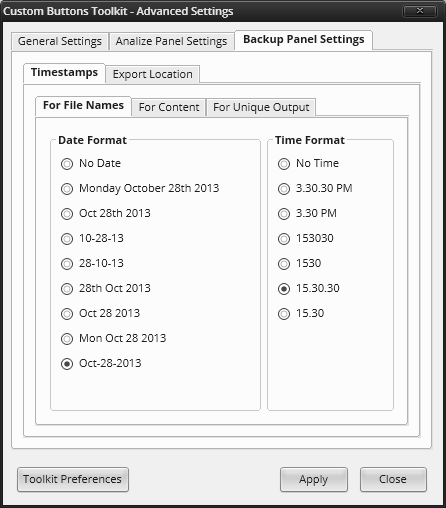 Custom Buttons Toolkit - Advanced Settings
General Settings
Analize Panel Settings
Backup Panel Settings
Timestamps
Export Location
For File Names
For Content
For Unique Output
Date Format
No Date
Monday October 28th 2013
Oct 28th 2013
10-28-13
28-10-13
28th Oct 2013
Oct 28 2013
Mon Oct 28 2013
Oct-28-2013
Time Format
No Time
3.30.30 PM
3.30 PM
153030
1530
15.30.30
15.30
Toolkit Preferences
Apply
Close